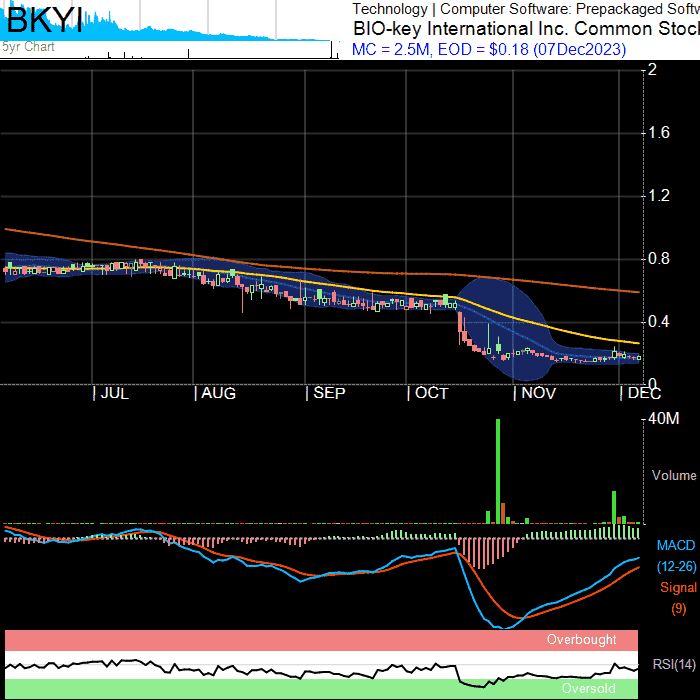 BKYI
5yr Chart
Technology | Computer Software: Prepackaged Softw
BIO-key International Inc. Common Stoc
MC = 2.5M, EOD = $0.18 (07Dec2023)
2
1.6
1.2
0.8
0.4
0
| JUL | AUG | SEP | OCT | NOV | DEC
40M
Volume
MACD
(12-26)
Signal
(9)
Overbought
RSI(14)
Oversold